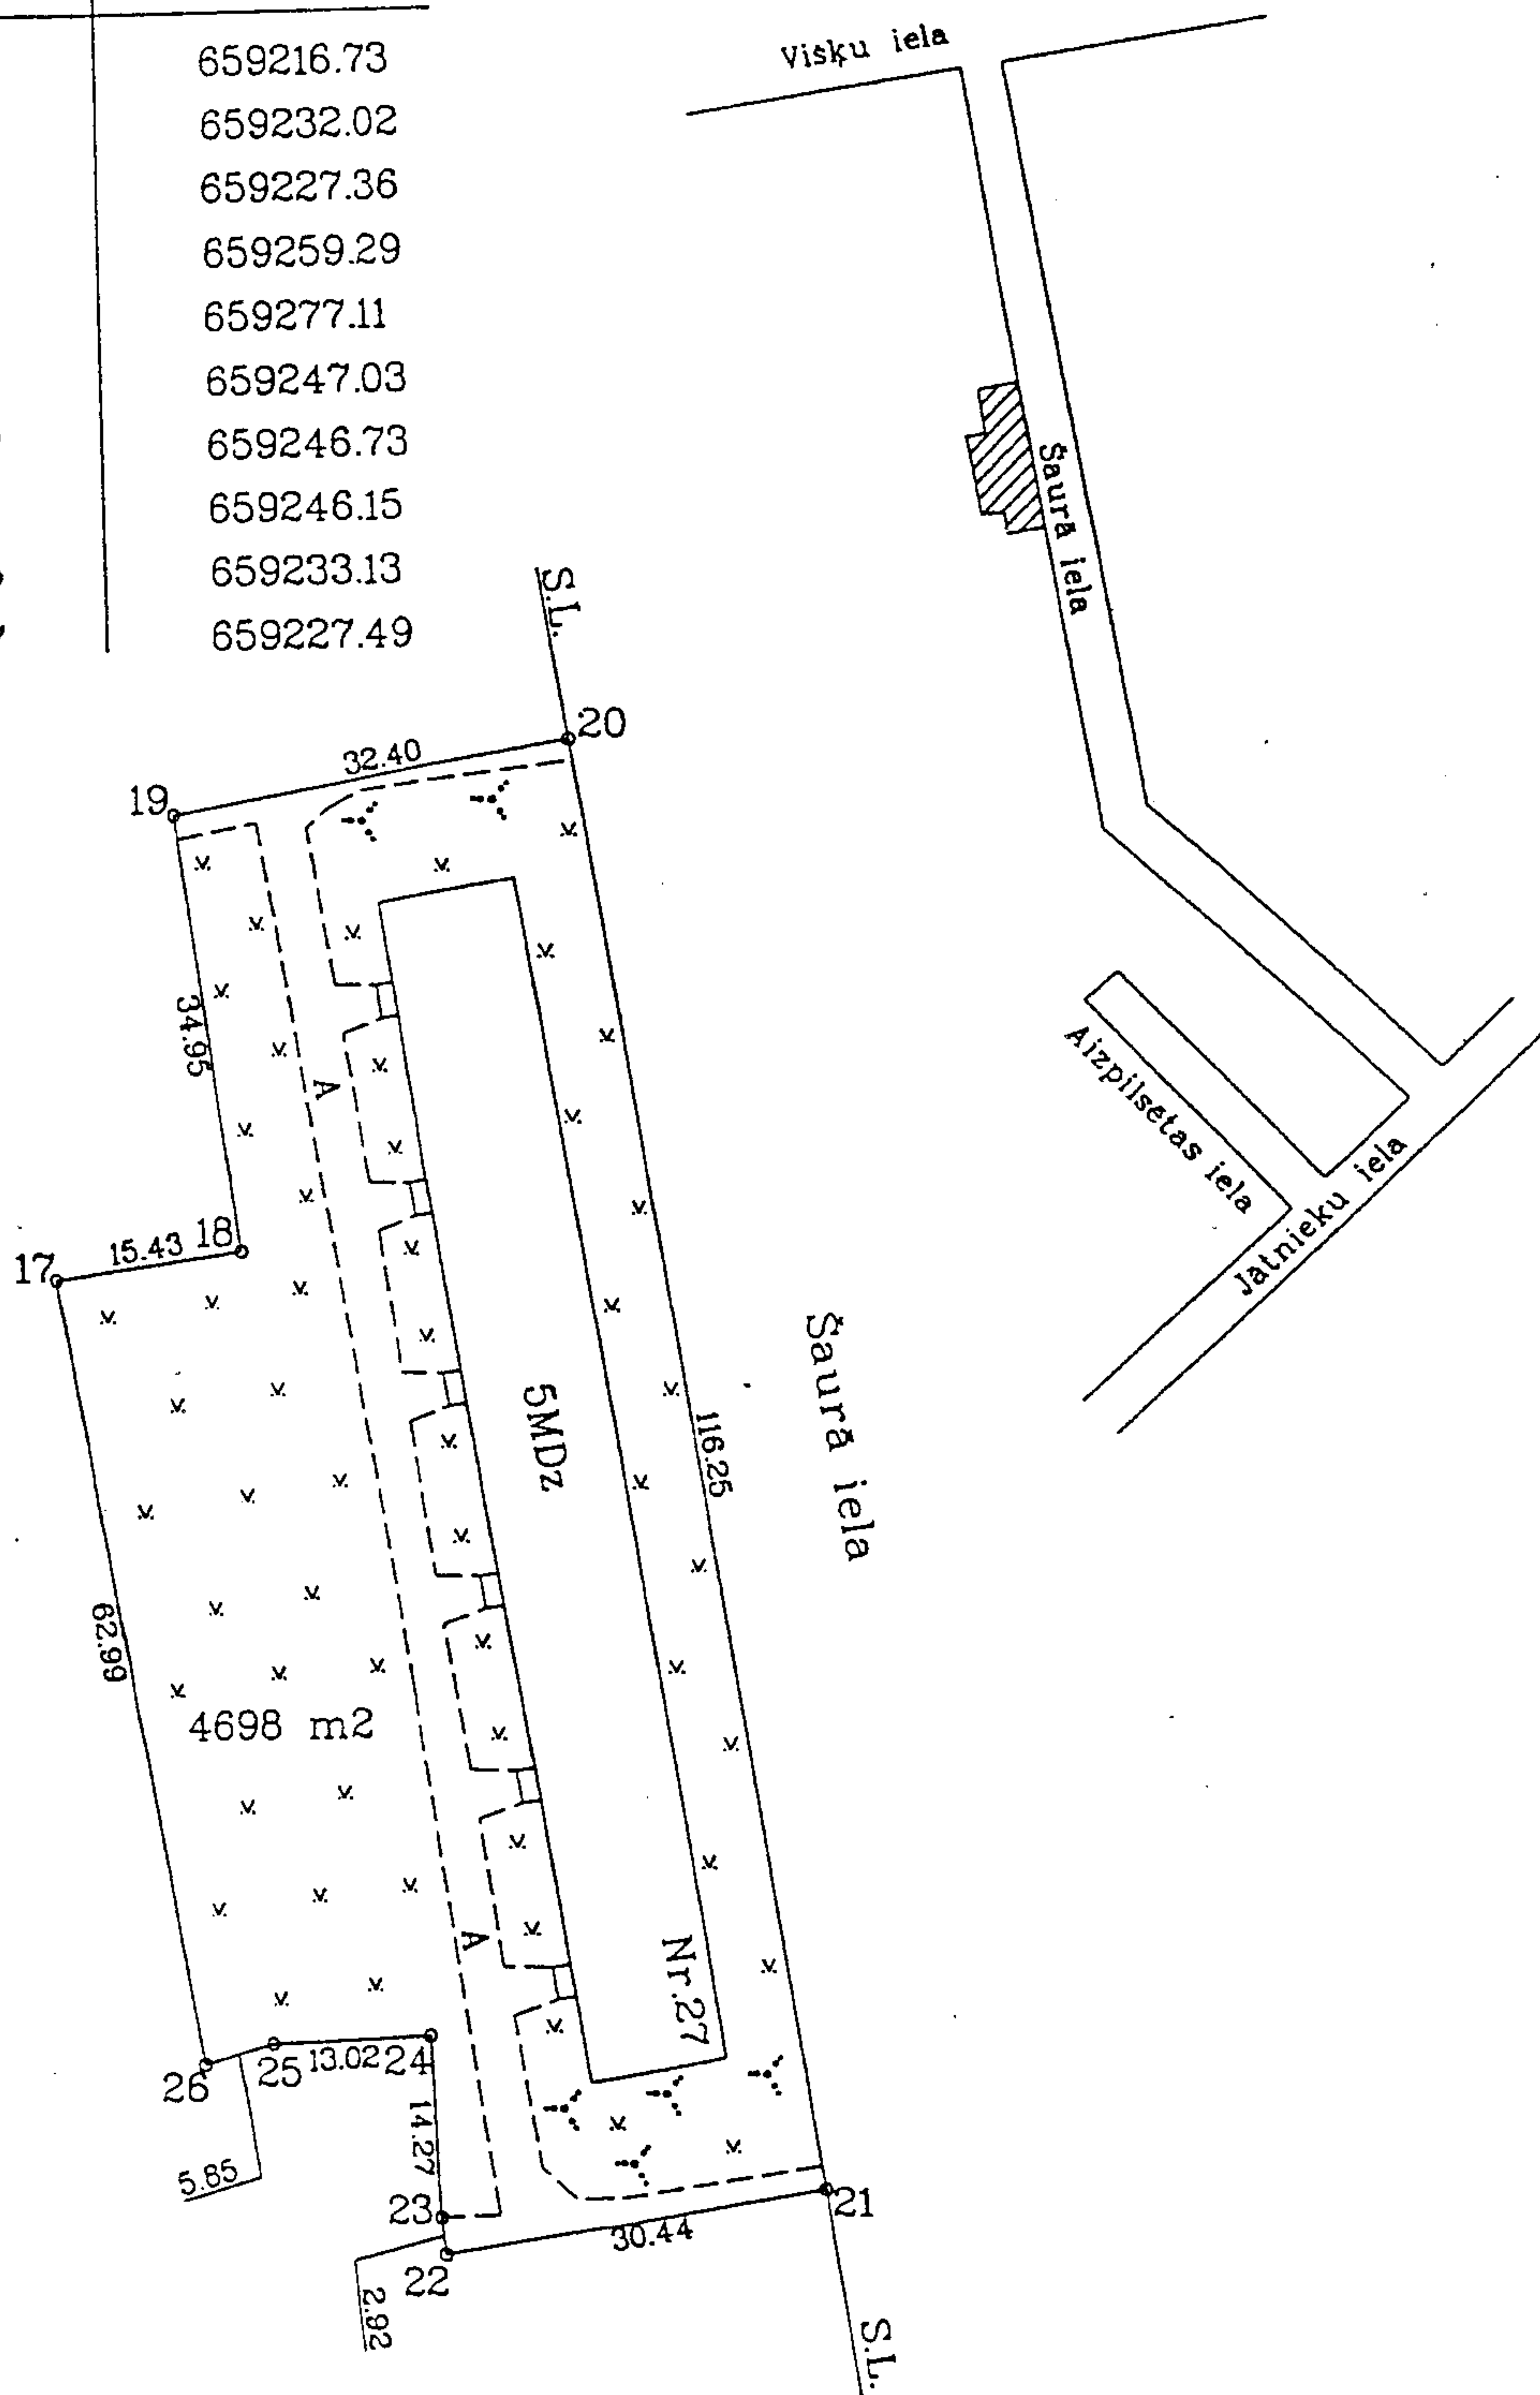 659216.73
659232.02
659227.36
659259.29
659277.11
659247.03
659246.73
659246.15
659233.13
659227.49
Višķu iela
Šaurā iela
Aizpilsētas iela
Jātnieku iela
S.L.
20
32.40
19
34.95
A
18
15.43
17
5MDz
116.25
Šaurā iela
62.99
4698 m2
A
Nr.27
26
25
13.02
24
14.27
5.85
23
21
30.44
22
2.92
S.L.